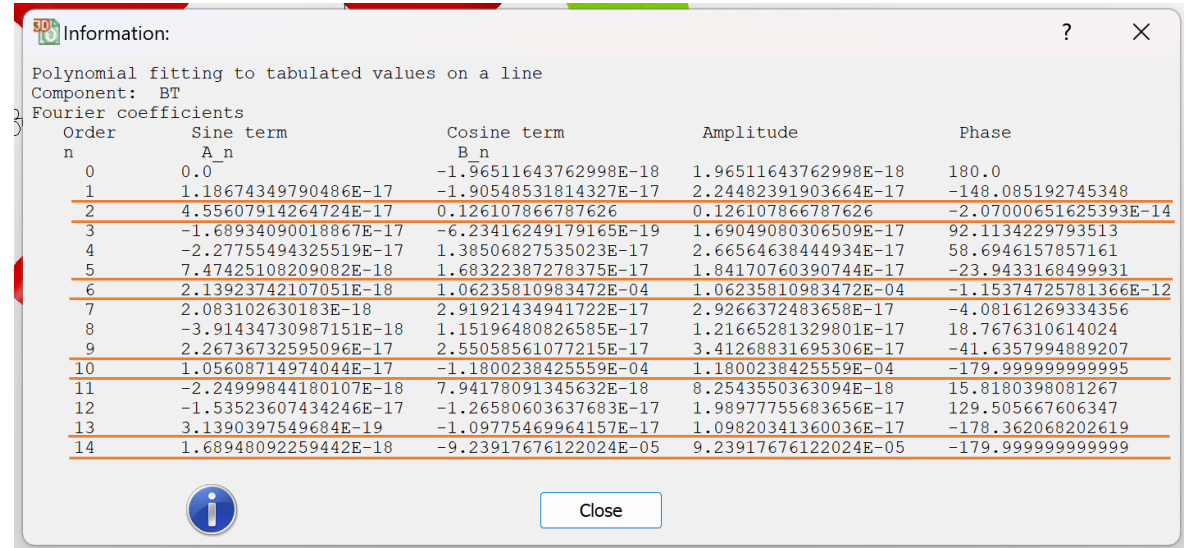 3D
Information: ?
Polynomial fitting to tabulated values on a line
Component: BT
Fourier coefficients
Order Sine term Cosine term Amplitude Phase
n A_n B_n
0 0.0 -1.96511643762998E-18 1.96511643762998E-18 180.0
1 1.18674349790486E-17 -1.90548531814327E-17 2.24482391903664E-17 -148.085192745348
2 4.55607914264724E-17 0.126107866787626 0.126107866787626 -2.07000651625393E-14
3 -1.68934090018867E-17 -6.23416249179165E-19 1.69049080306509E-17 92.1134229793513
4 -2.27755494325519E-17 1.38506827535023E-17 2.66564638444934E-17 58.6946157857161
5 7.47425108209082E-18 1.68322387278375E-17 1.84170760390744E-17 -23.9433168499931
6 2.13923742107051E-18 1.06235810983472E-04 1.06235810983472E-04 -1.15374725781366E-12
7 2.083102630183E-18 2.91921434941722E-17 2.9266372483658E-17 -4.08161269334356
8 -3.91434730987151E-18 1.15196480826585E-17 1.21665281329801E-17 18.7676310614024
9 2.26736732595096E-17 2.55058561077215E-17 3.41268831695306E-17 -41.6357994889207
10 1.05608714974044E-17 -1.1800238425559E-04 1.1800238425559E-04 -179.999999999995
11 -2.24999844180107E-18 7.94178091345632E-18 8.2543550363094E-18 15.8180398081267
12 -1.53523607434246E-17 -1.26580603637683E-17 1.98977755683656E-17 129.505667606347
13 3.1390397549684E-19 -1.09775469964157E-17 1.09820341360036E-17 -178.362068202619
14 1.68948092259442E-18 -9.23917676122024E-05 9.23917676122024E-05 -179.999999999999
Close